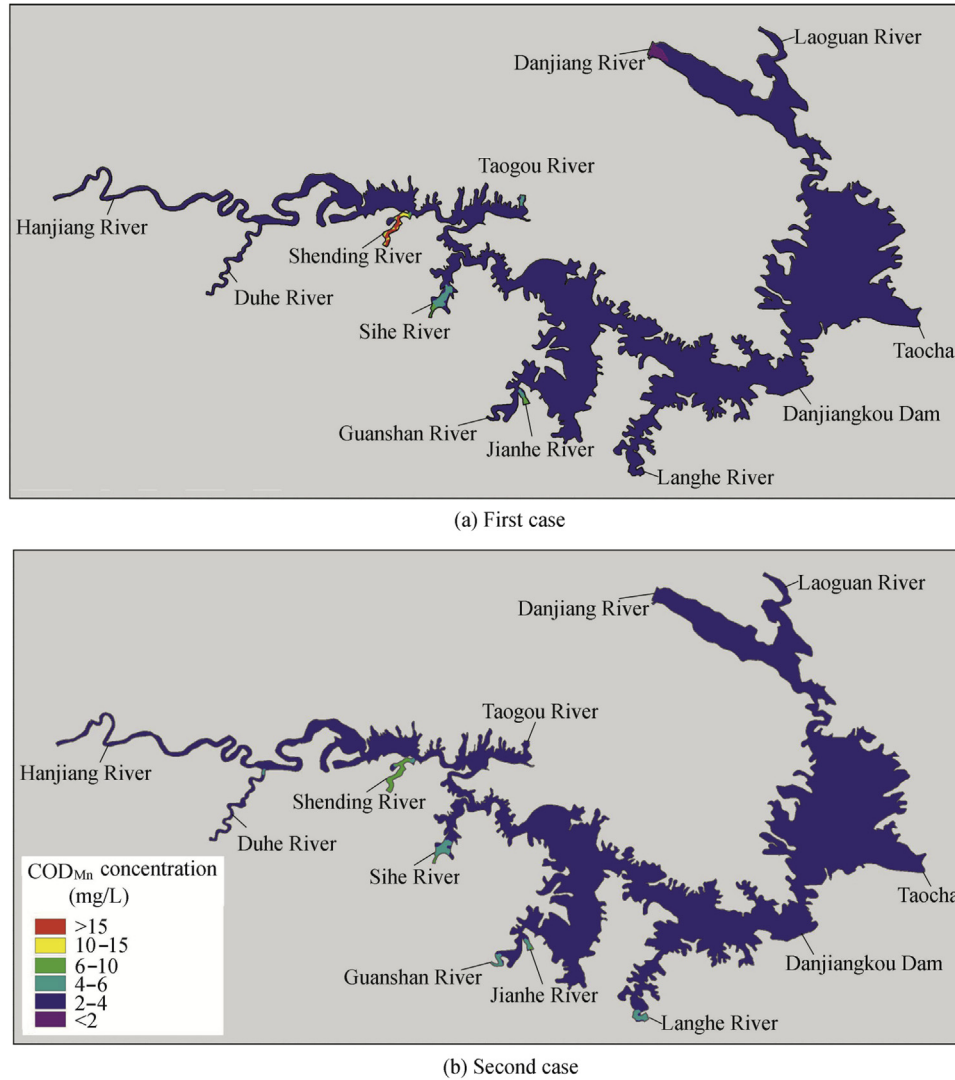 Laoguan River
Danjiang River
Taogou River
Hanjiang River
Shending River
Duhe River
Sihe River
Taocha
Danjiangkou Dam
Guanshan River
Jianhe River
Langhe River
(a) First case
Laoguan River
Danjiang River
Taogou River
Hanjiang River
Shending River
Duhe River
Sihe River
Taocha
Danjiangkou Dam
Guanshan River
Jianhe River
Langhe River
CODMn concentration
(mg/L)
>15
10–15
6–10
4–6
2–4
<2
(b) Second case